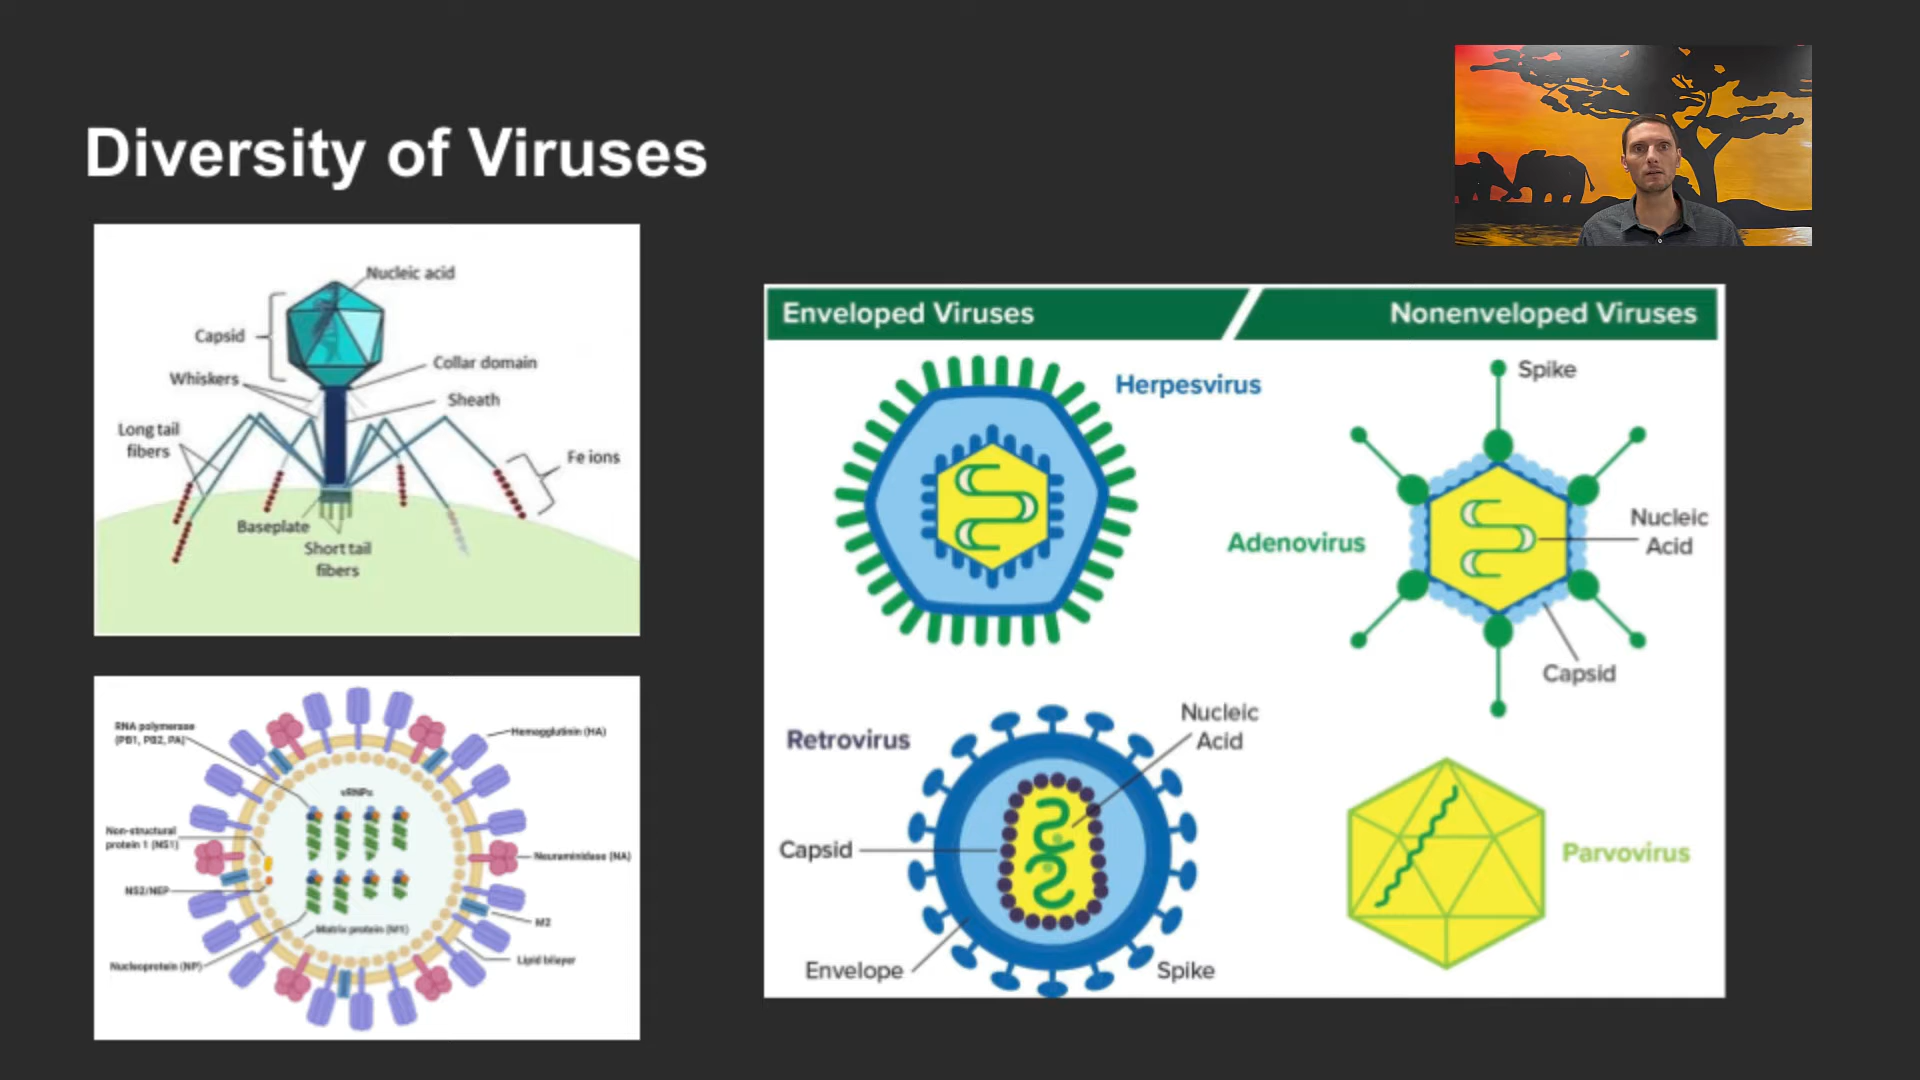 Diversity of Viruses
Nucleic acid
Capsid
Collar domain
Whiskers
Sheath
Long tail
fibers
Fe ions
Baseplate
Short tail
fibers
RNA polymerase
(PB1, PB2, PA)
Hemagglutinin (HA)
vRNPs
Non-structural
protein 1 (NS1)
Neuraminidase (NA)
NS2/NEP
M2
Matrix protein (M1)
Nucleoprotein (NP)
Lipid bilayer
Enveloped Viruses
Nonenveloped Viruses
Herpesvirus
Spike
Adenovirus
Nucleic
Acid
Capsid
Retrovirus
Nucleic
Acid
Capsid
Envelope
Spike
Parvovirus